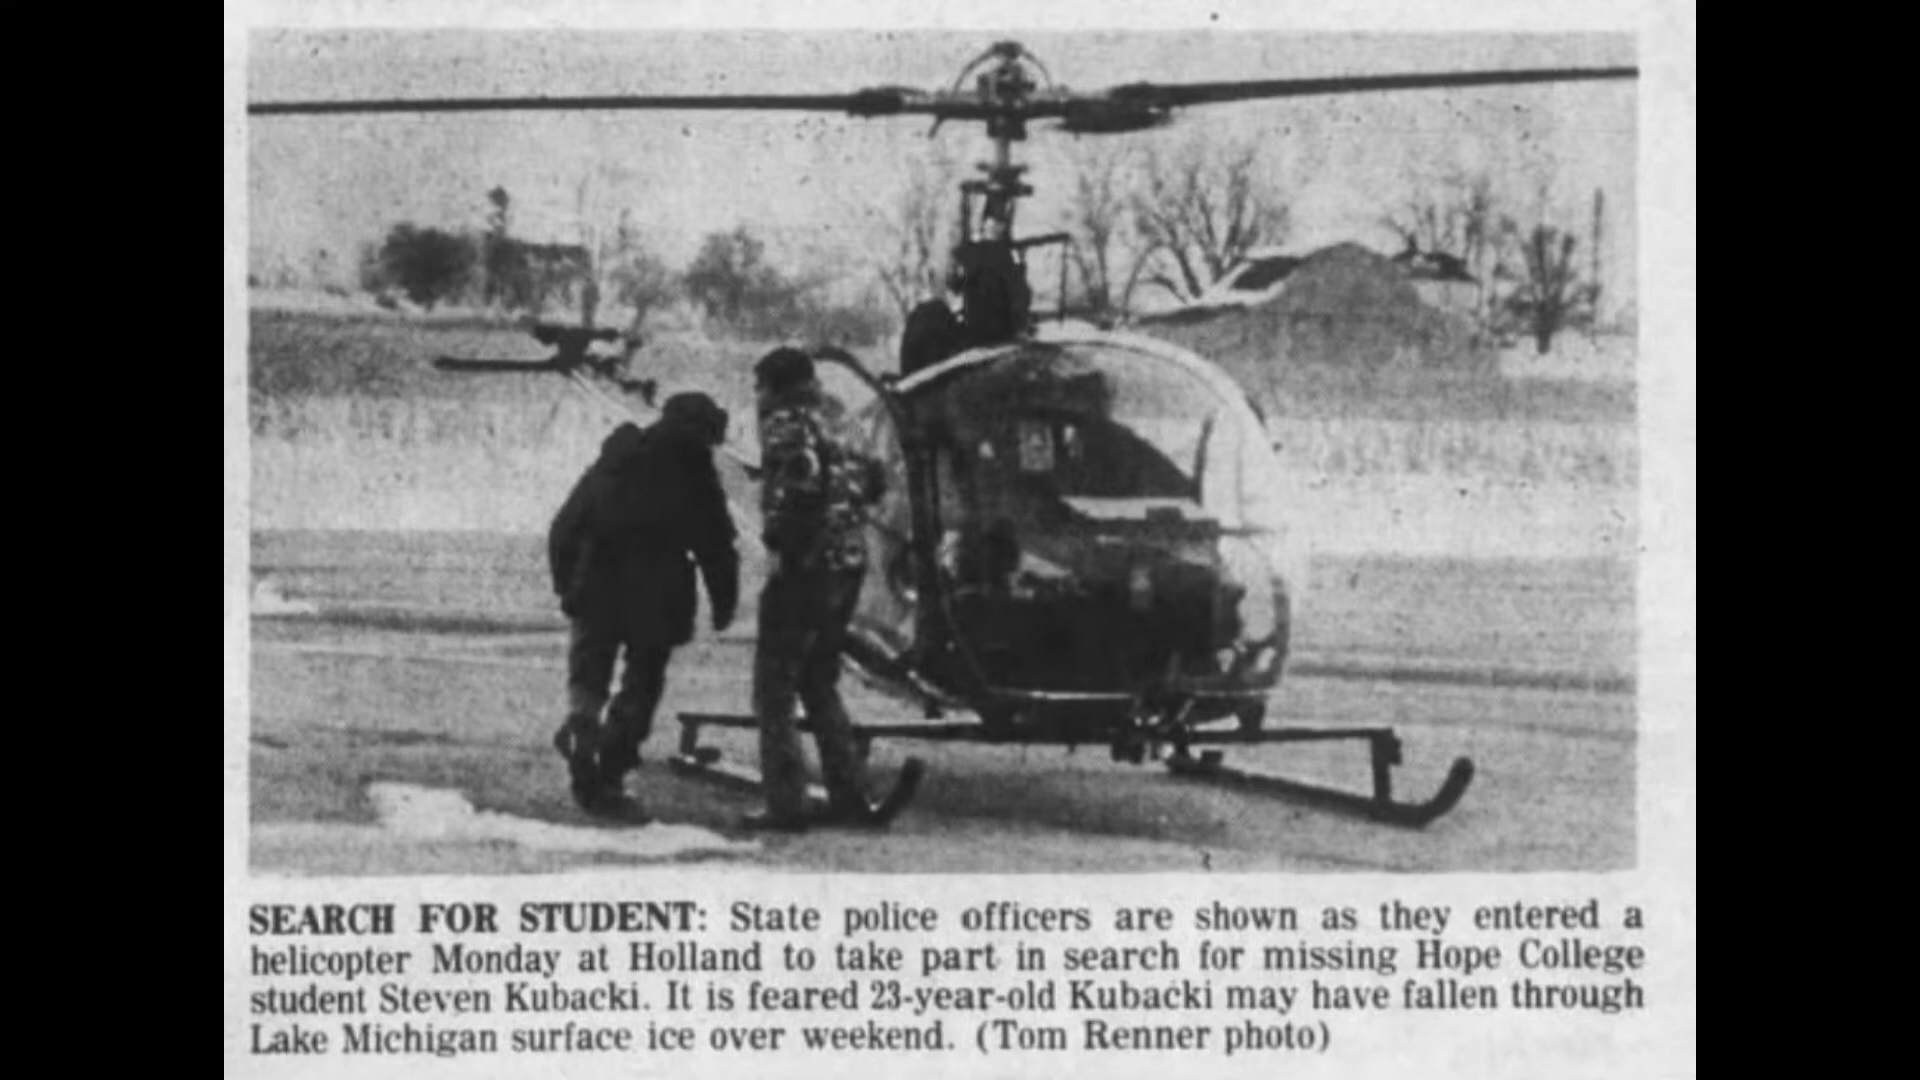 SEARCH FOR STUDENT: State police officers are shown as they entered a
helicopter Monday at Holland to take part in search for missing Hope College
student Steven Kubacki. It is feared 23-year-old Kubacki may have fallen through
Lake Michigan surface ice over weekend. (Tom Renner photo)